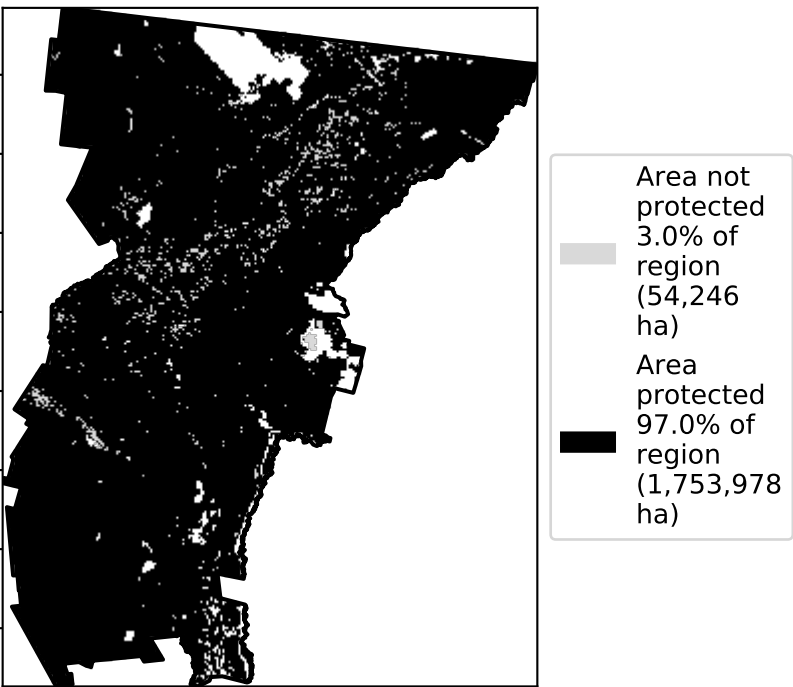 Area not
protected
3.0% of
region
(54,246
ha)
Area
protected
97.0% of
region
(1,753,978
ha)